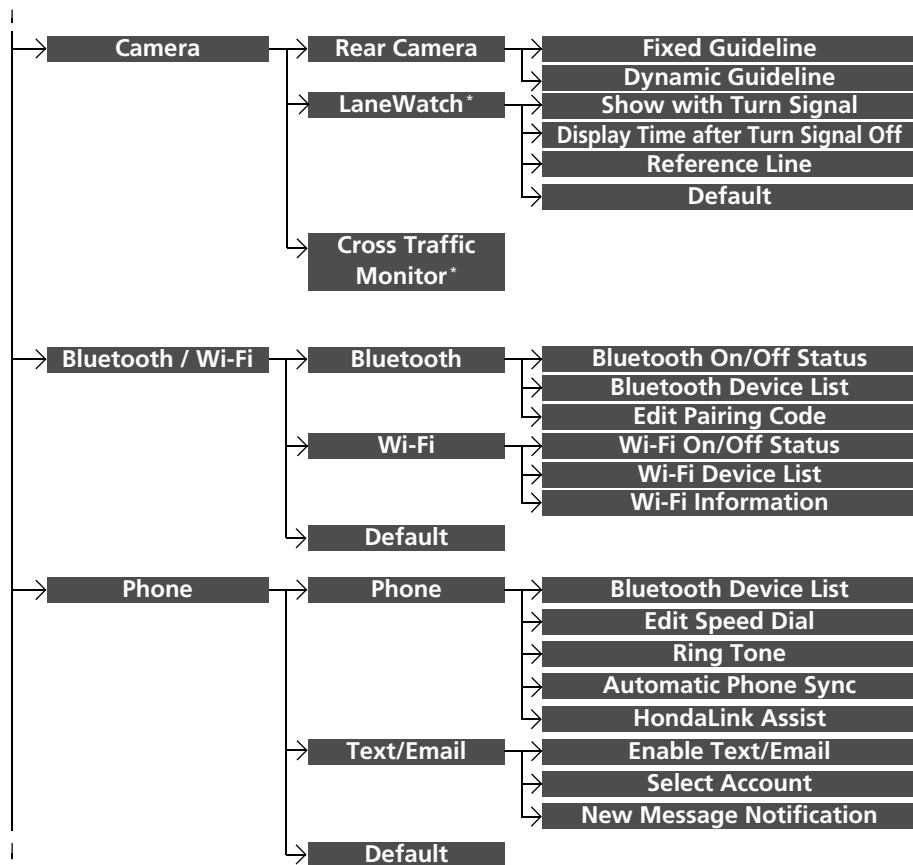 Camera
Rear Camera
Fixed Guideline
Dynamic Guideline
LaneWatch*
Show with Turn Signal
Display Time after Turn Signal Off
Reference Line
Default
Cross Traffic
Monitor*
Bluetooth / Wi-Fi
Bluetooth
Bluetooth On/Off Status
Bluetooth Device List
Edit Pairing Code
Wi-Fi
Wi-Fi On/Off Status
Wi-Fi Device List
Wi-Fi Information
Default
Phone
Phone
Bluetooth Device List
Edit Speed Dial
Ring Tone
Automatic Phone Sync
HondaLink Assist
Text/Email
Enable Text/Email
Select Account
New Message Notification
Default